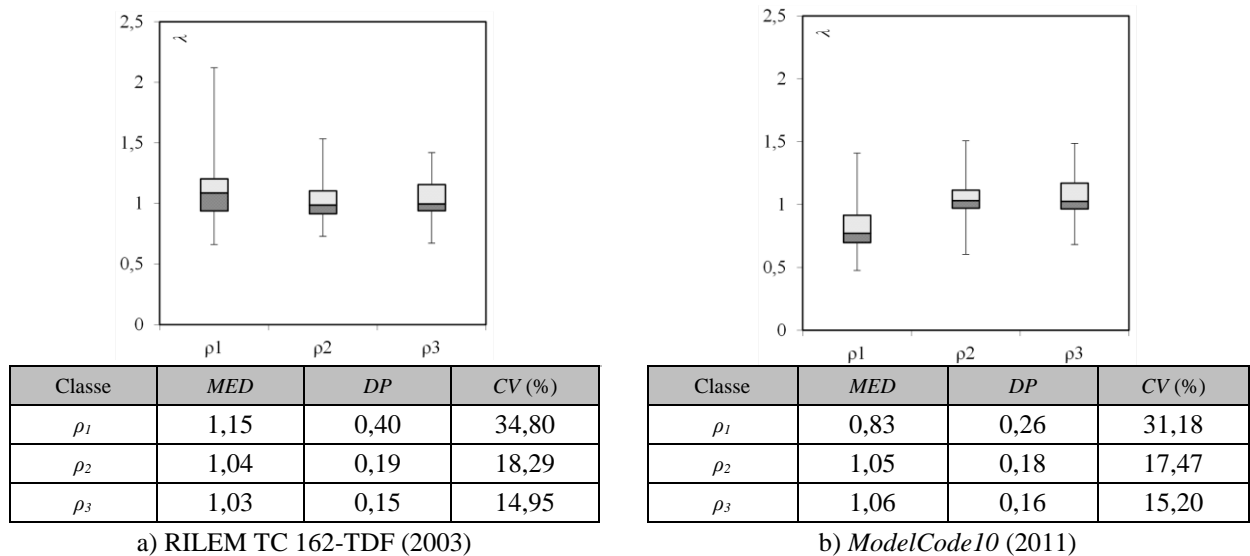 2,5
λ
2
1,5
1
0,5
0
ρ1 ρ2 ρ3
Classe MED DP CV (%)
ρ1 1,15 0,40 34,80
ρ2 1,04 0,19 18,29
ρ3 1,03 0,15 14,95
a) RILEM TC 162-TDF (2003)
2,5
λ
2
1,5
1
0,5
0
ρ1 ρ2 ρ3
Classe MED DP CV (%)
ρ1 0,83 0,26 31,18
ρ2 1,05 0,18 17,47
ρ3 1,06 0,16 15,20
b) ModelCode10 (2011)